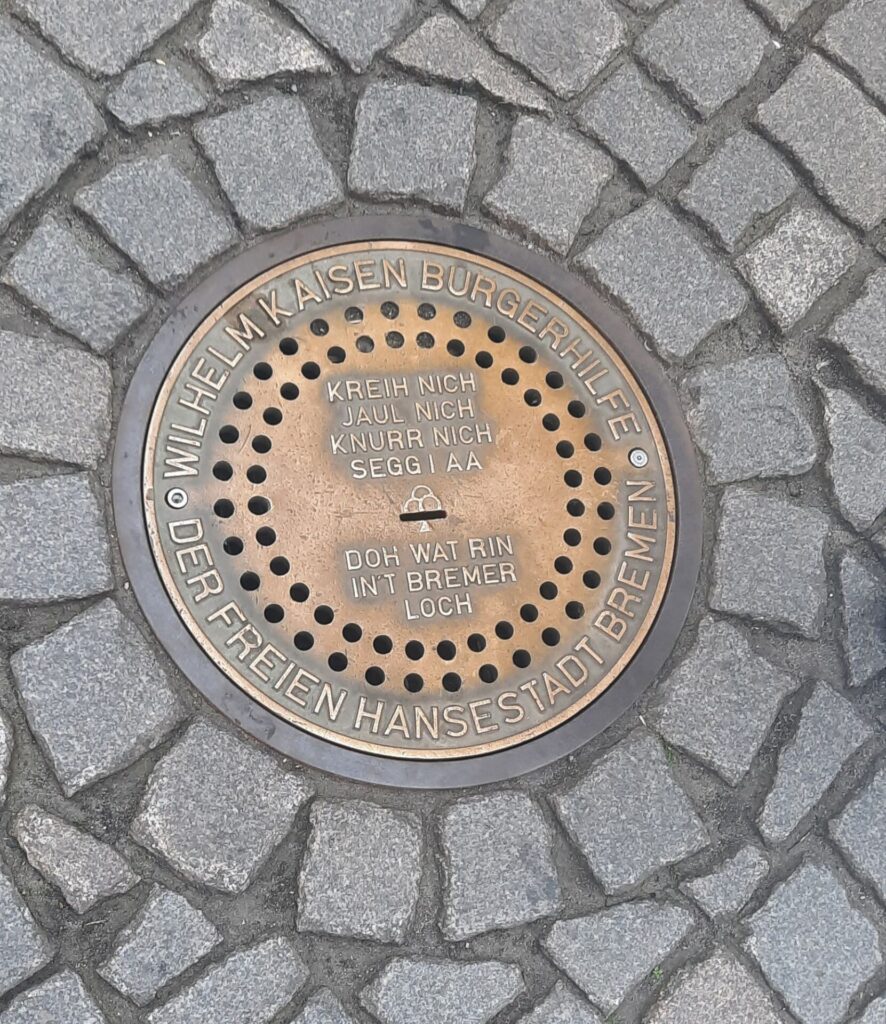 WILHELM KAISEN BÜRGERHILFE
KREIH NICH
JAUL NICH
KNURR NICH
SEGG I AA
DOH WAT RIN
IN'T BREMER
LOCH
DER FREIEN HANSESTADT BREMEN